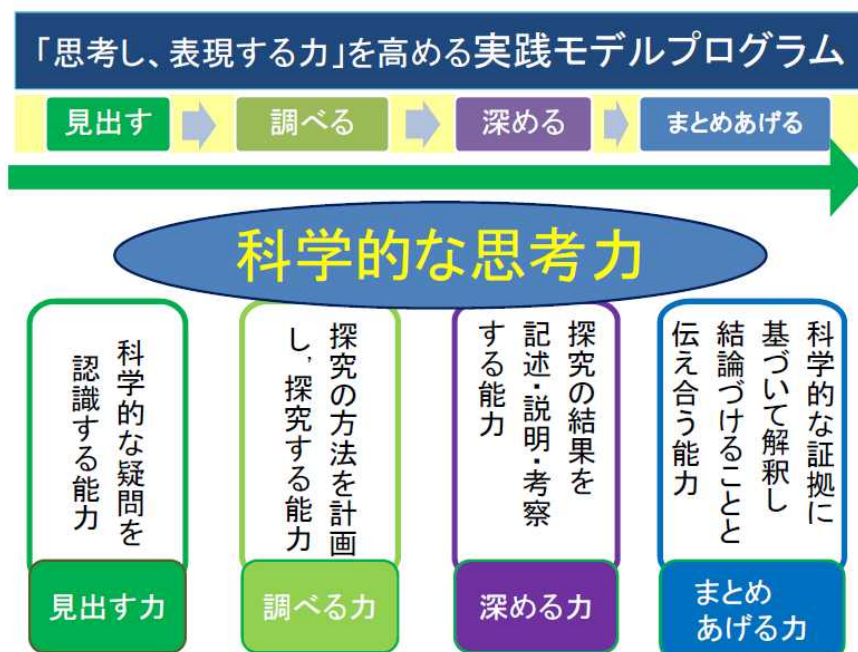 「思考し、表現する力」を高める実践モデルプログラム
見出す
調べる
深める
まとめあげる
科学的な思考力
科学的な疑問を
認識する能力
見出す力
探究の方法を計画
し，探究する能力
調べる力
探究の結果を
記述・説明・考察
する能力
深める力
科学的な証拠に
基づいて解釈し
結論づけることと
伝え合う能力
まとめ
あげる力